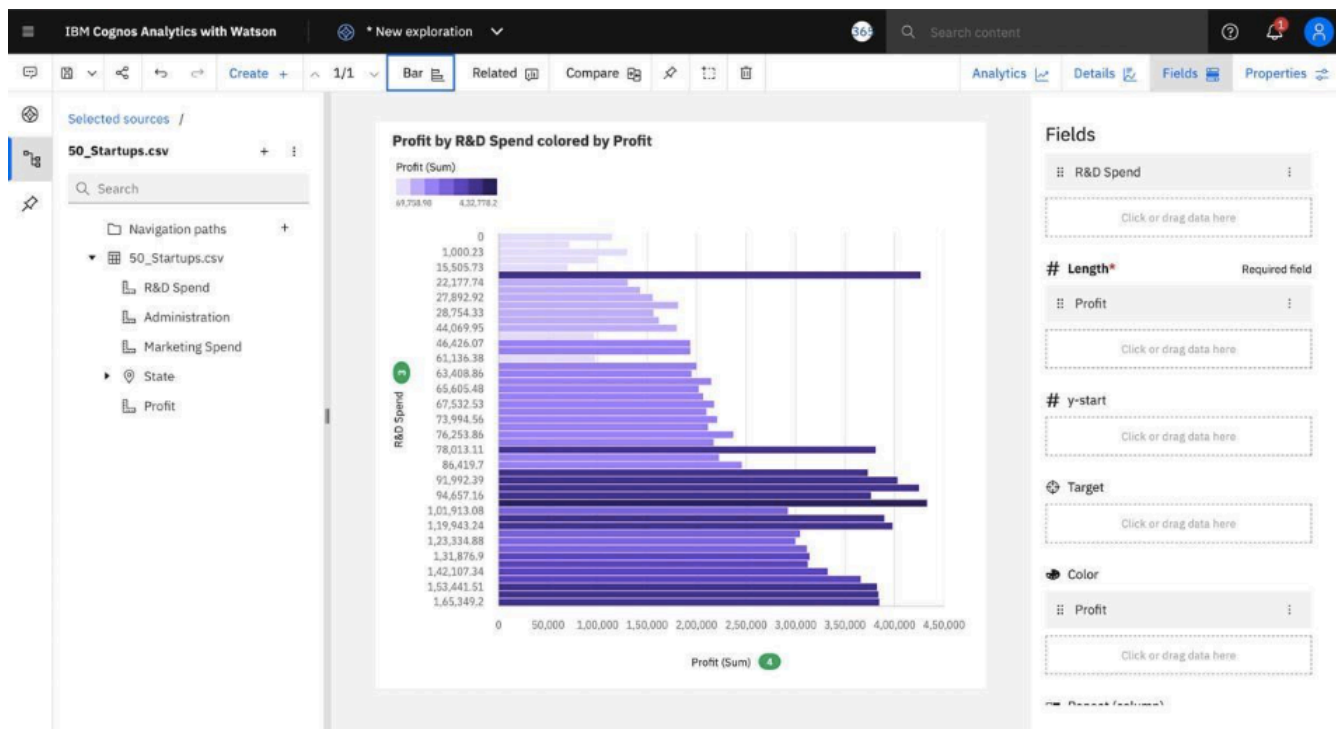 IBM Cognos Analytics with Watson
* New exploration
Search content
Create +
1/1
Bar
Related
Compare
Analytics
Details
Fields
Properties
Selected sources /
50_Startups.csv
Search
Navigation paths
50_Startups.csv
R&D Spend
Administration
Marketing Spend
State
Profit
Profit by R&D Spend colored by Profit
Profit (Sum)
69,758.98 4,32,778.2
0
1,000.23
15,505.73
22,177.74
27,892.92
28,754.33
44,069.95
46,426.07
61,136.38
63,408.86
65,605.48
67,532.53
73,994.56
76,253.86
78,013.11
86,419.7
91,992.39
94,657.16
1,01,913.08
1,19,943.24
1,23,334.88
1,31,876.9
1,42,107.34
1,53,441.51
1,65,349.2
R&D Spend
0 50,000 1,00,000 1,50,000 2,00,000 2,50,000 3,00,000 3,50,000 4,00,000 4,50,000
Profit (Sum) 4
Fields
R&D Spend
Click or drag data here
# Length* Required field
Profit
Click or drag data here
# y-start
Click or drag data here
Target
Click or drag data here
Color
Profit
Click or drag data here